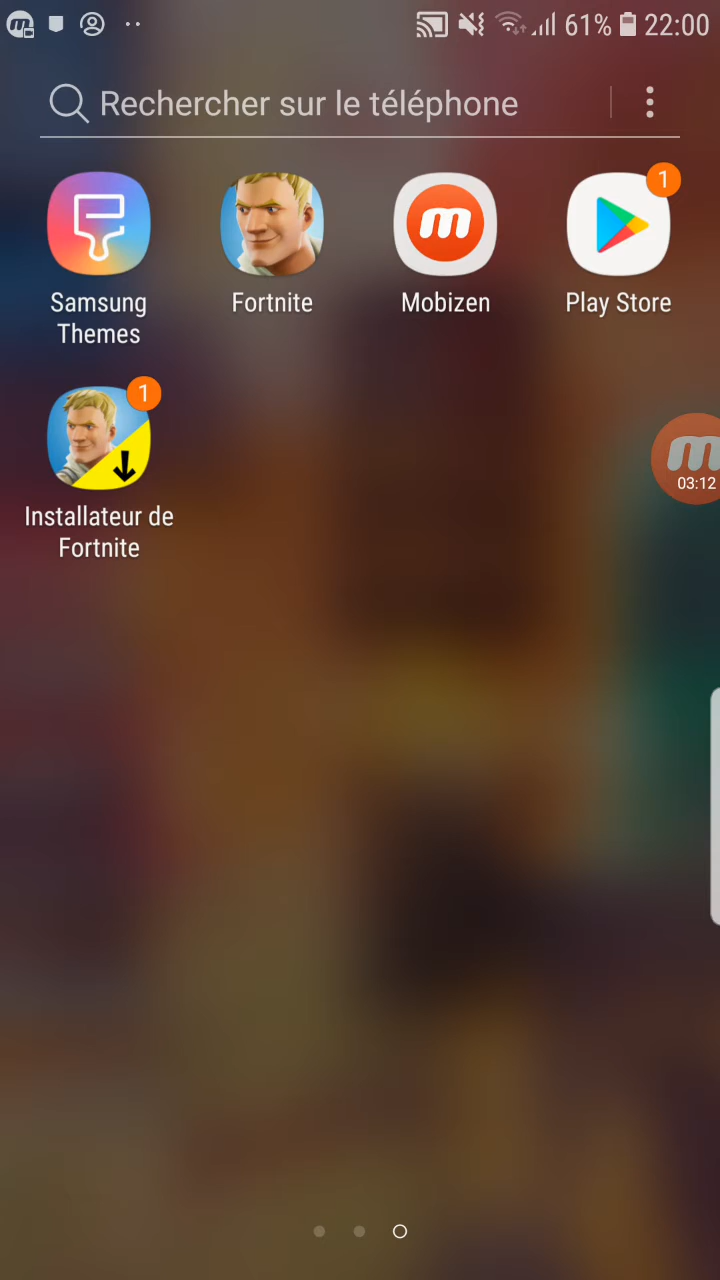 61% 22:00
Rechercher sur le téléphone
1
Samsung
Themes
Fortnite
Mobizen
Play Store
1
Installateur de
Fortnite
03:12